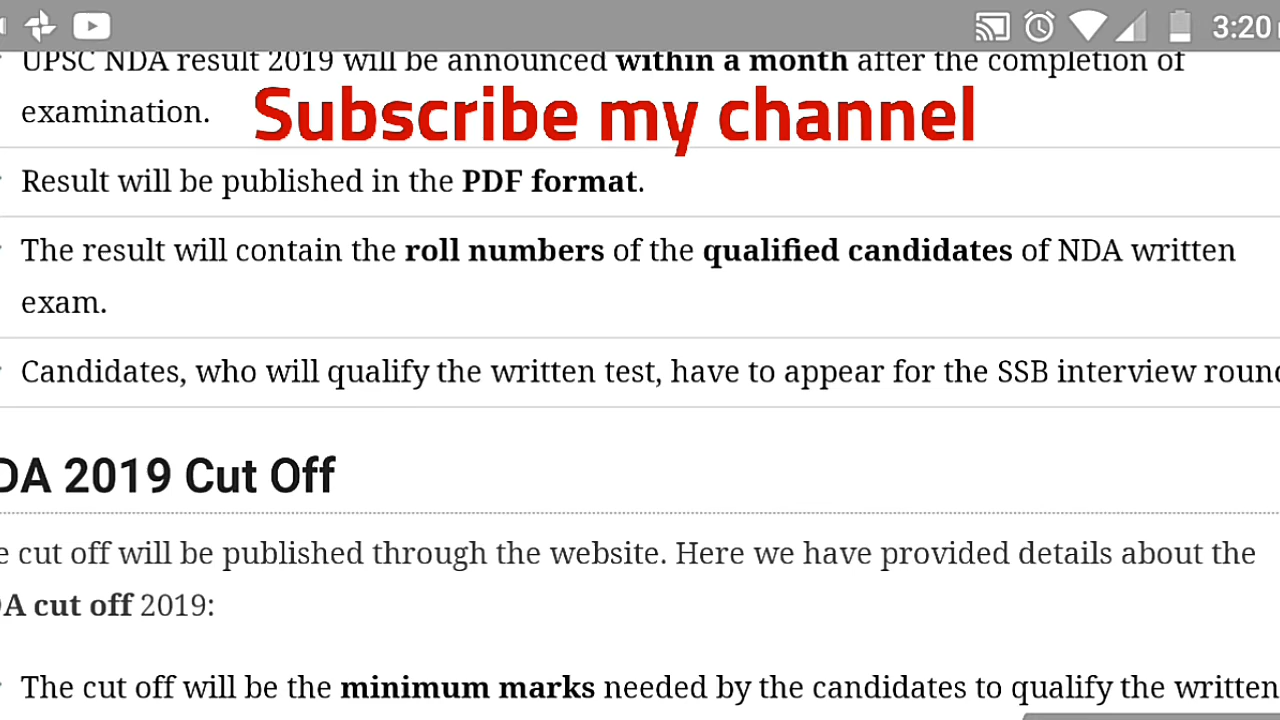 3:20
UPSC NDA result 2019 will be announced within a month after the completion of
examination.
Subscribe my channel
Result will be published in the PDF format.
The result will contain the roll numbers of the qualified candidates of NDA written
exam.
Candidates, who will qualify the written test, have to appear for the SSB interview
DA 2019 Cut Off
e cut off will be published through the website. Here we have provided details about the
A cut off 2019:
The cut off will be the minimum marks needed by the candidates to qualify the written